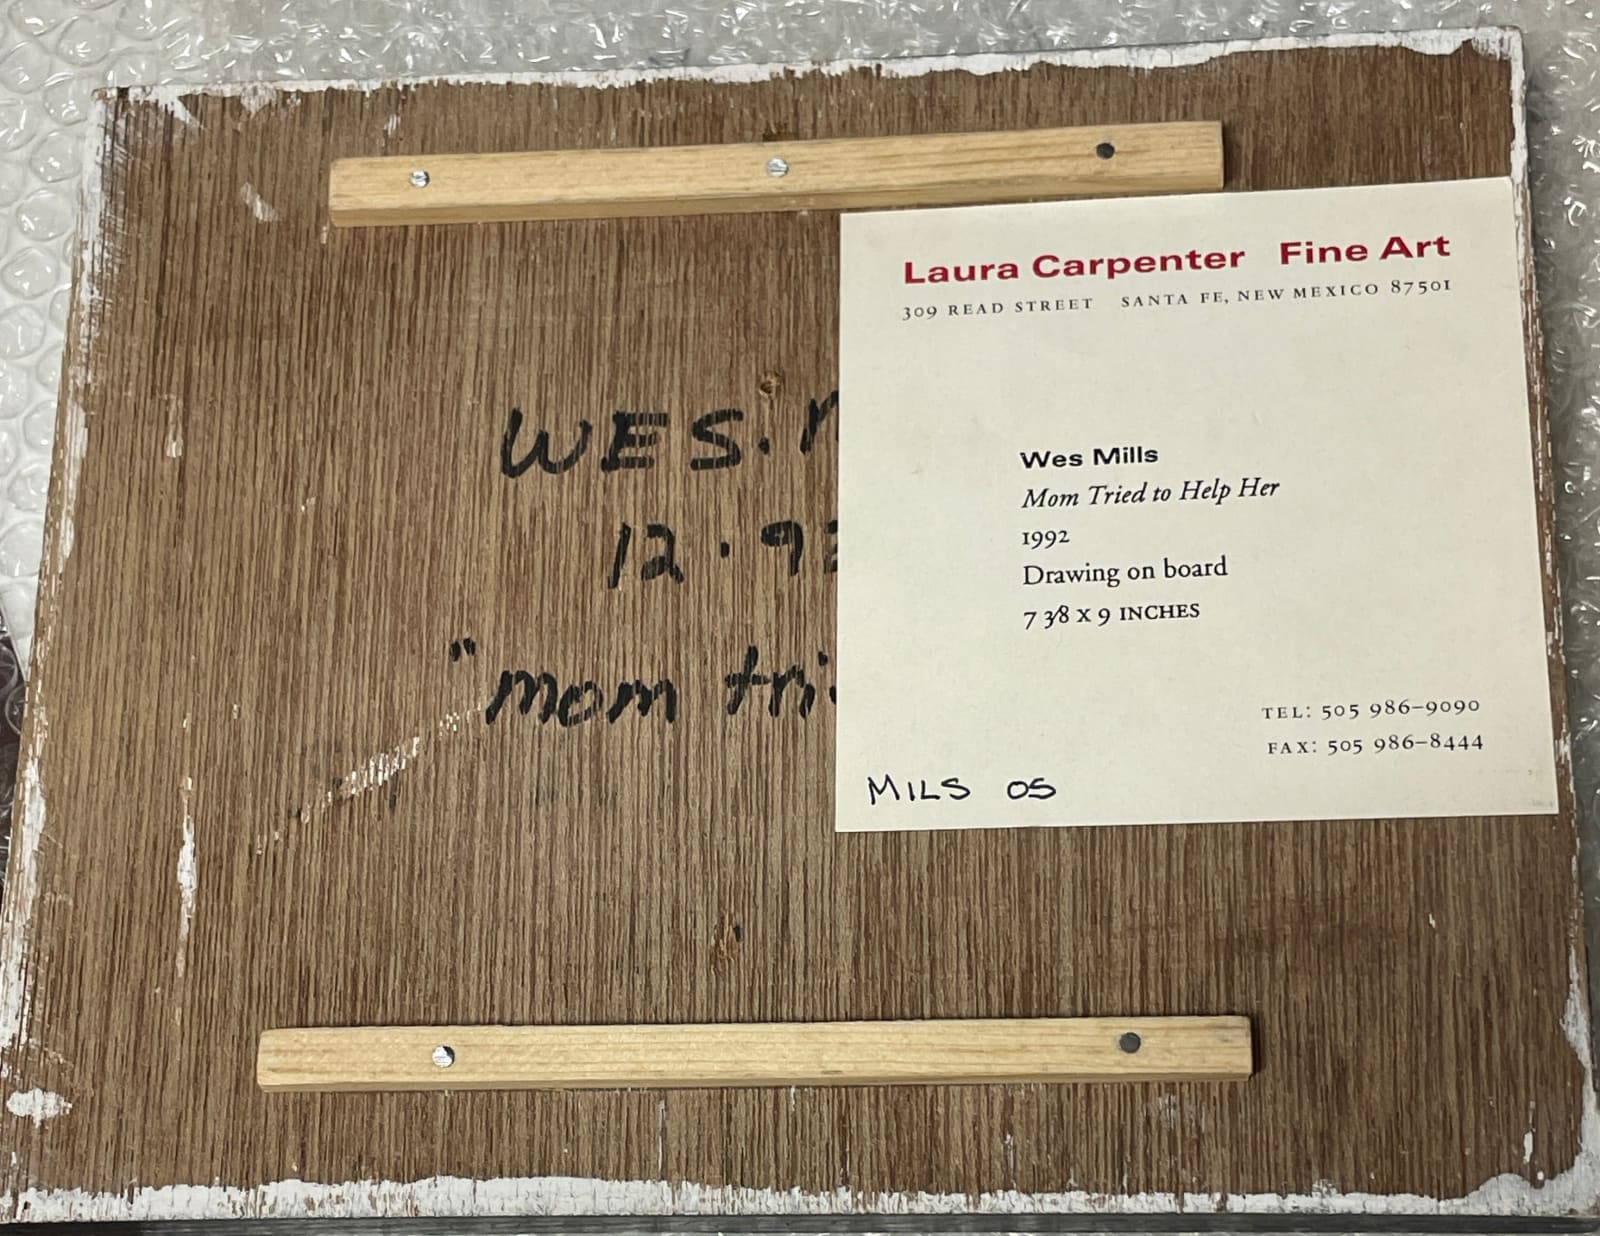 Laura Carpenter Fine Art
309 READ STREET SANTA FE, NEW MEXICO 87501
WES.
Wes Mills
Mom Tried to Help Her
1992
12.9
Drawing on board
7 3/8 X 9 INCHES
"mom tri
TEL: 505 986–9090
FAX: 505 986–8444
MILS 05